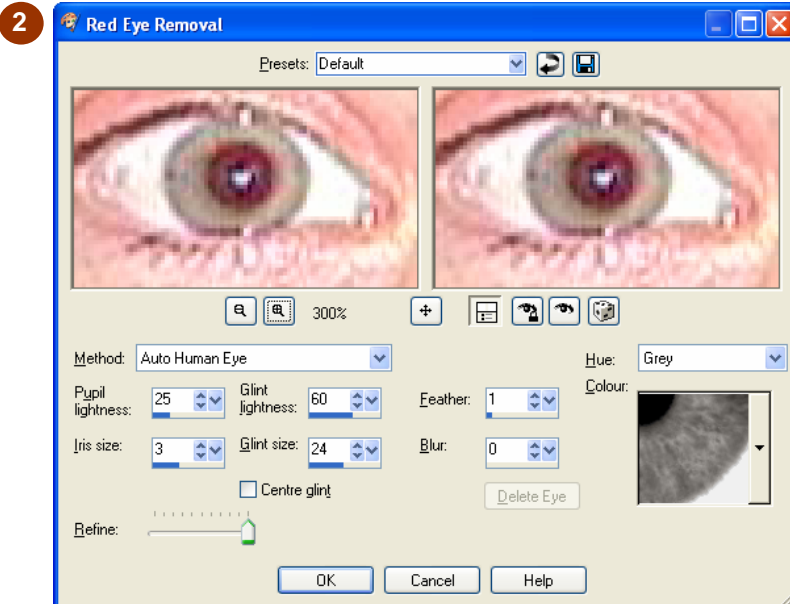 2
Red Eye Removal
Presets: Default
300%
Method: Auto Human Eye
Hue: Grey
Pupil lightness: 25
Glint lightness: 60
Feather: 1
Colour:
Iris size: 3
Glint size: 24
Blur: 0
Centre glint
Delete Eye
Refine:
OK Cancel Help